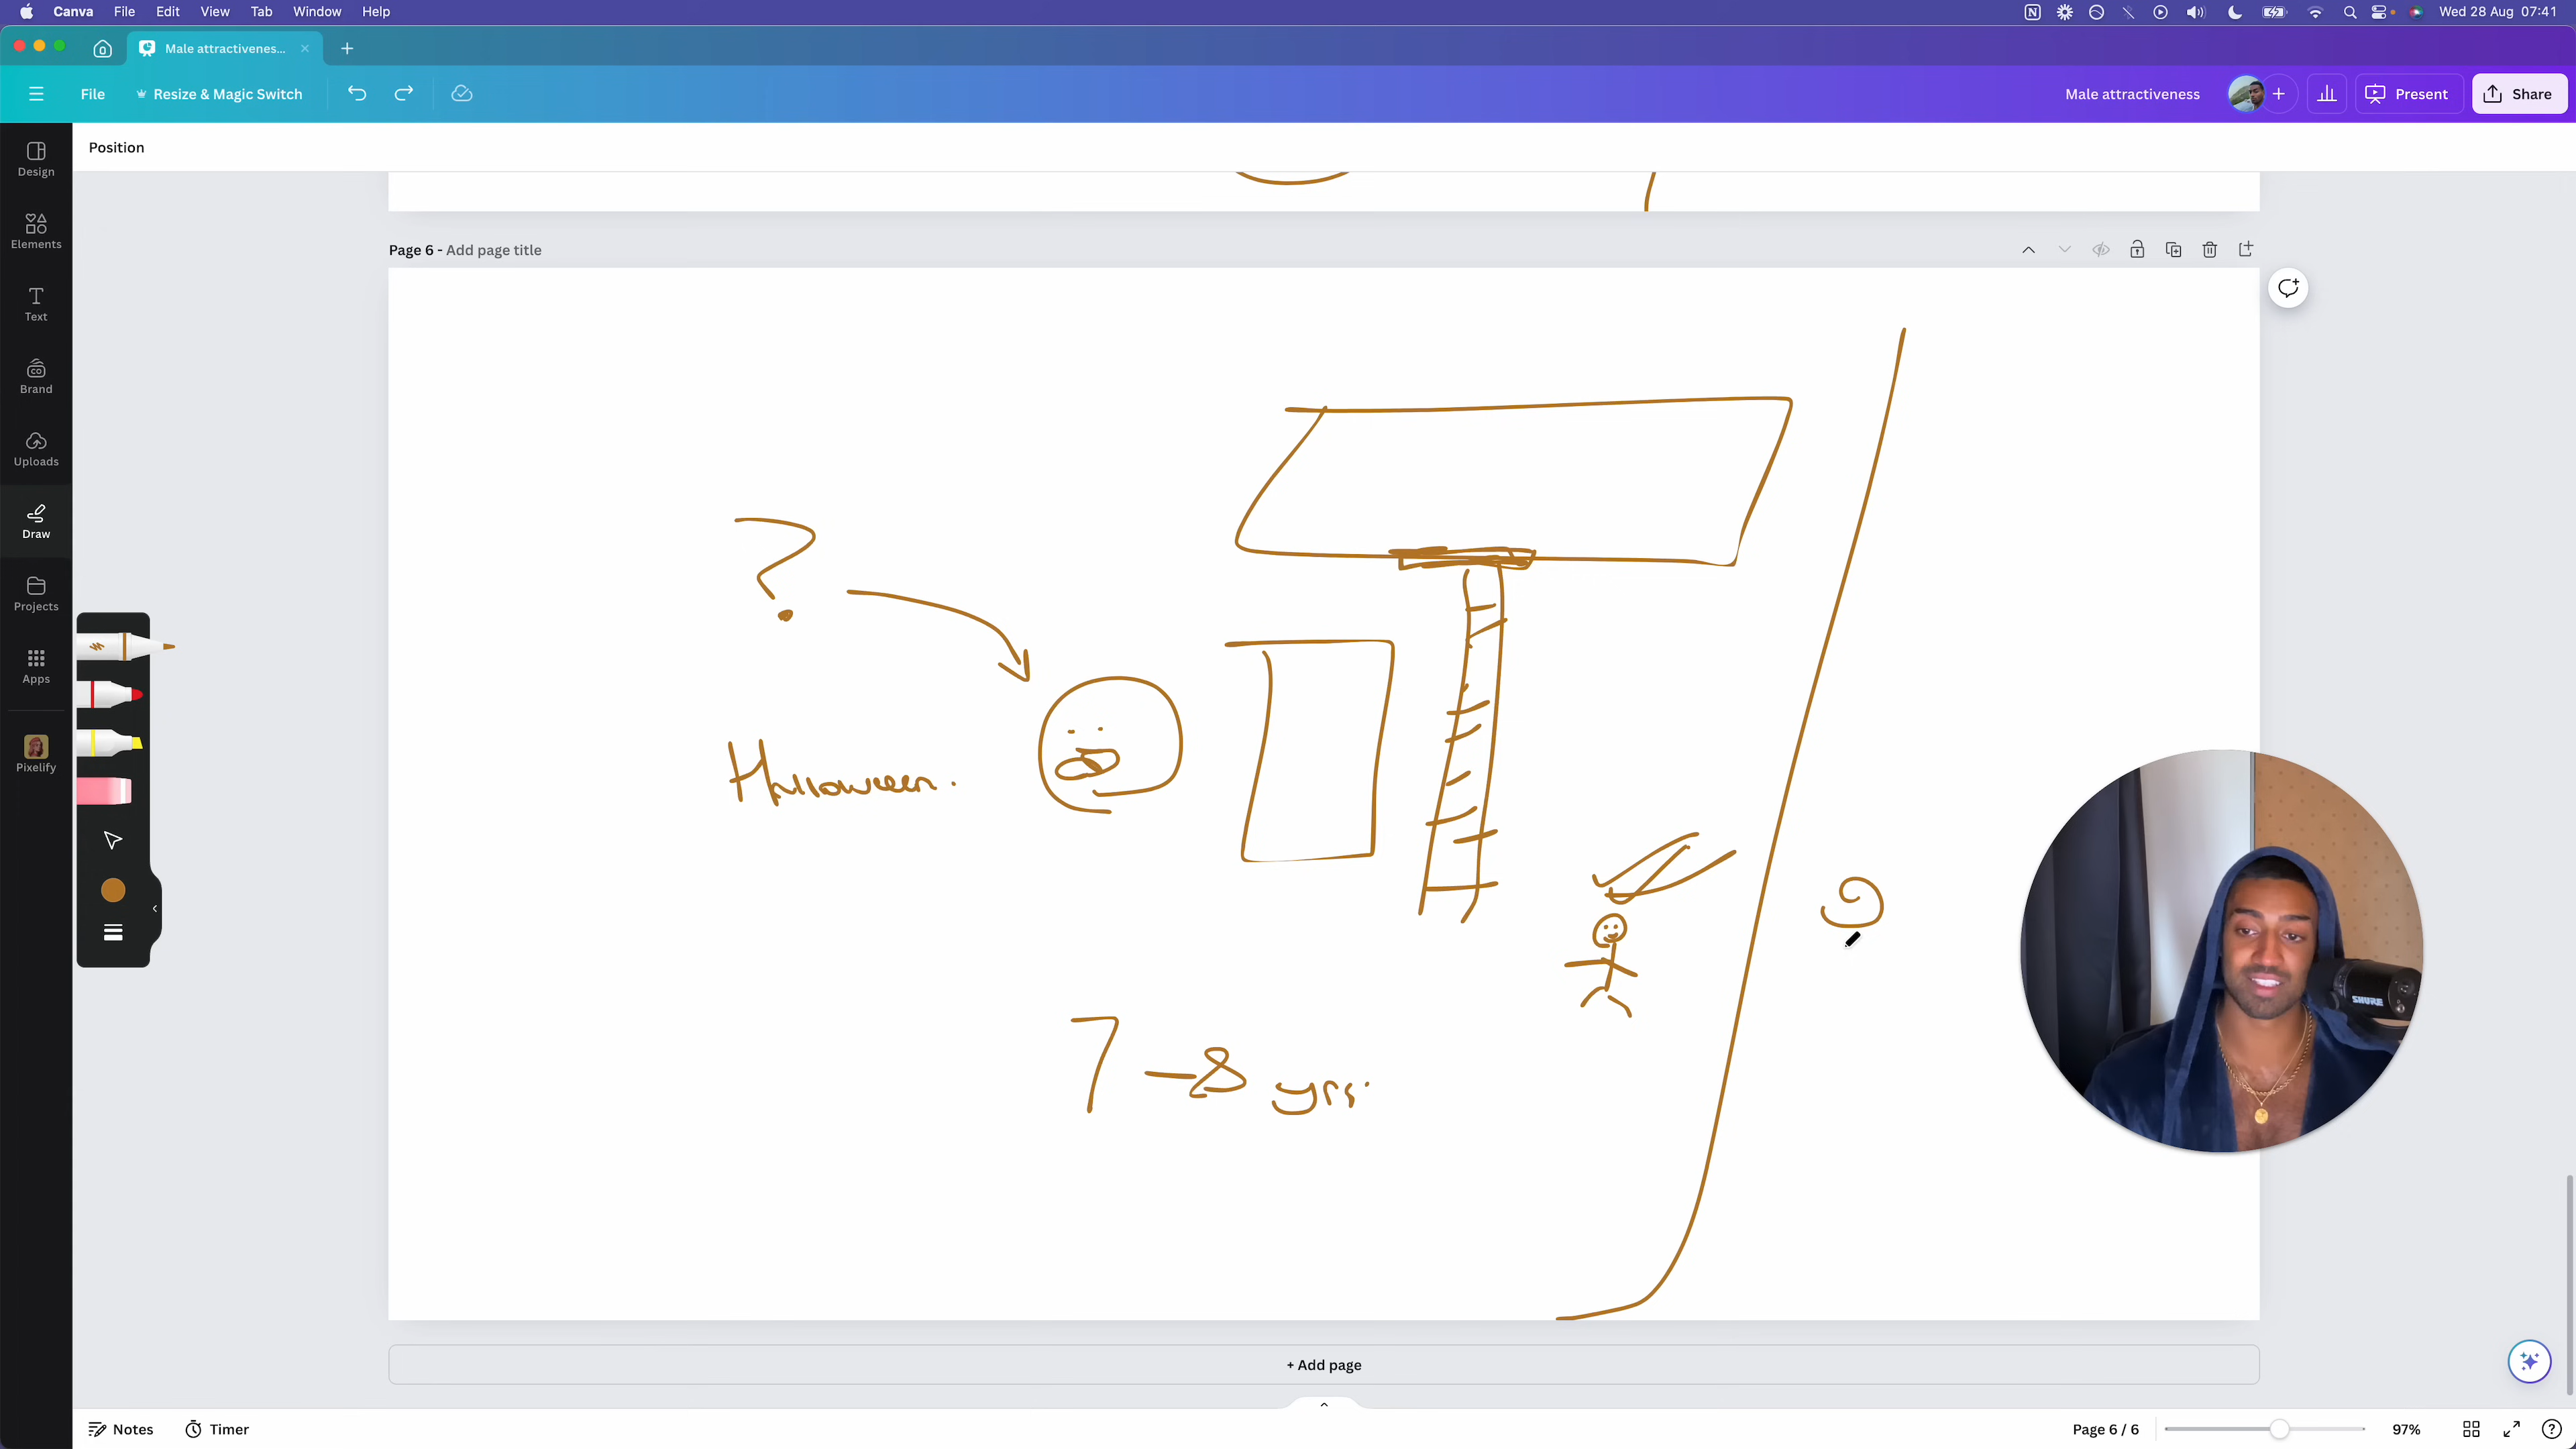 Canva File Edit View Tab Window Help
Wed 28 Aug 07:41
Male attractivenes...
File Resize & Magic Switch
Male attractiveness
Present
Share
Position
Design
Elements
Text
Brand
Uploads
Draw
Projects
Apps
Pixelify
Page 6 - Add page title
?
Halloween.
7-8 yrs.
SHURE
+ Add page
Notes Timer
Page 6 / 6
97%